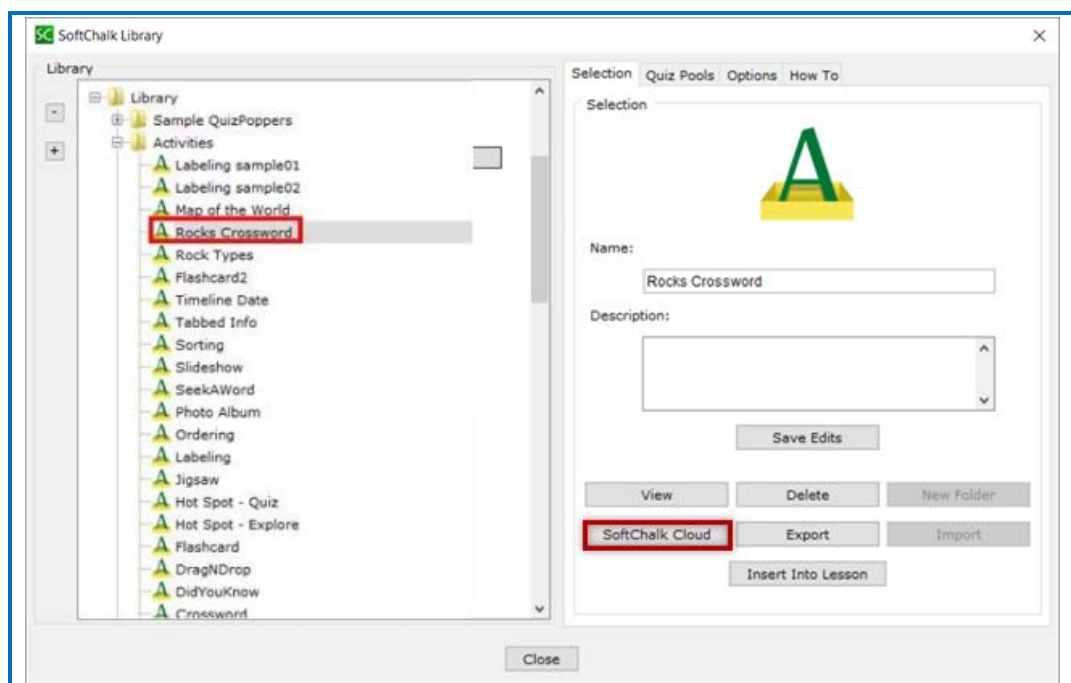 SC SoftChalk Library
Library
-
+
Library
Sample QuizPoppers
Activities
A Labeling sample01
A Labeling sample02
A Map of the World
A Rocks Crossword
A Rock Types
A Flashcard2
A Timeline Date
A Tabbed Info
A Sorting
A Slideshow
A SeekAWord
A Photo Album
A Ordering
A Labeling
A Jigsaw
A Hot Spot - Quiz
A Hot Spot - Explore
A Flashcard
A DragNDrop
A DidYouKnow
A Crossword
Selection Quiz Pools Options How To
Selection
A
Name:
Rocks Crossword
Description:
Save Edits
View Delete New Folder
SoftChalk Cloud Export Import
Insert Into Lesson
Close